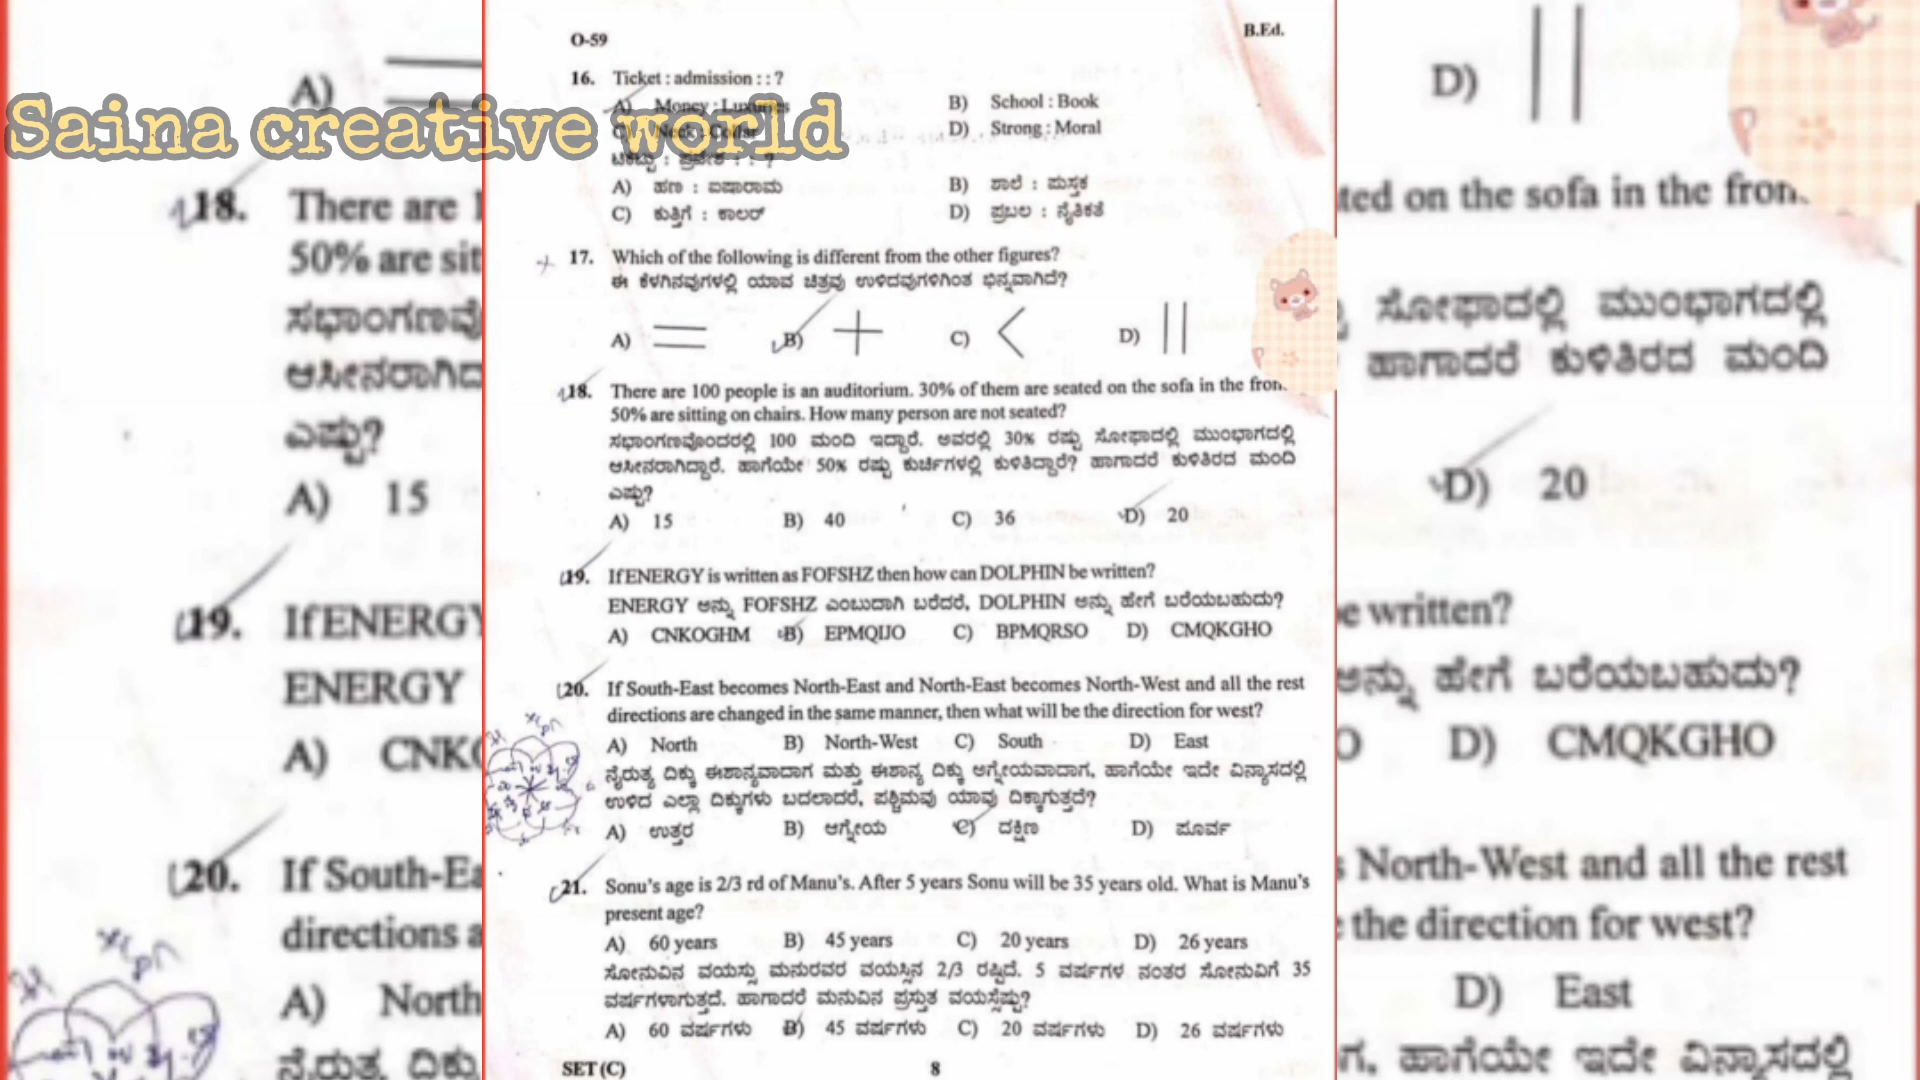 Saina creative world
O-59
B.Ed.
16. Ticket : admission : : ?
A) Money : Luxuries B) School : Book
C) Neck : Collar D) Strong : Moral
ಟಿಕೆಟ್ಟು : ಪ್ರವೇಶ : : ?
A) ಹಣ : ಐಷಾರಾಮ B) ಶಾಲೆ : ಪುಸ್ತಕ
C) ಕುತ್ತಿಗೆ : ಕಾಲರ್ D) ಪ್ರಬಲ : ನೈತಿಕತೆ
17. Which of the following is different from the other figures?
ಈ ಕೆಳಗಿನವುಗಳಲ್ಲಿ ಯಾವ ಚಿತ್ರವು ಉಳಿದವುಗಳಿಗಿಂತ ಭಿನ್ನವಾಗಿದೆ?
A) B) C) D)
18. There are 100 people is an auditorium. 30% of them are seated on the sofa in the fron
50% are sitting on chairs. How many person are not seated?
ಸಭಾಂಗಣವೊಂದರಲ್ಲಿ 100 ಮಂದಿ ಇದ್ದಾರೆ. ಅವರಲ್ಲಿ 30% ರಷ್ಟು ಸೋಫಾದಲ್ಲಿ ಮುಂಭಾಗದಲ್ಲಿ
ಆಸೀನರಾಗಿದ್ದಾರೆ. ಹಾಗೆಯೇ 50% ರಷ್ಟು ಕುರ್ಚಿಗಳಲ್ಲಿ ಕುಳಿತಿದ್ದಾರೆ? ಹಾಗಾದರೆ ಕುಳಿತಿರದ ಮಂದಿ
ಎಷ್ಟು?
A) 15 B) 40 C) 36 D) 20
19. If ENERGY is written as FOFSHZ then how can DOLPHIN be written?
ENERGY ಅನ್ನು FOFSHZ ಎಂಬುದಾಗಿ ಬರೆದರೆ, DOLPHIN ಅನ್ನು ಹೇಗೆ ಬರೆಯಬಹುದು?
A) CNKOGHM B) EPMQIJO C) BPMQRSO D) CMQKGHO
20. If South-East becomes North-East and North-East becomes North-West and all the rest
directions are changed in the same manner, then what will be the direction for west?
A) North B) North-West C) South D) East
ನೈರುತ್ಯ ದಿಕ್ಕು ಈಶಾನ್ಯವಾದಾಗ ಮತ್ತು ಈಶಾನ್ಯ ದಿಕ್ಕು ಆಗ್ನೇಯವಾದಾಗ, ಹಾಗೆಯೇ ಇದೇ ವಿನ್ಯಾಸದಲ್ಲಿ
ಉಳಿದ ಎಲ್ಲಾ ದಿಕ್ಕುಗಳು ಬದಲಾದರೆ, ಪಶ್ಚಿಮವು ಯಾವು ದಿಕ್ಕಾಗುತ್ತದೆ?
A) ಉತ್ತರ B) ಆಗ್ನೇಯ C) ದಕ್ಷಿಣ D) ಪೂರ್ವ
21. Sonu's age is 2/3 rd of Manu's. After 5 years Sonu will be 35 years old. What is Manu's
present age?
A) 60 years B) 45 years C) 20 years D) 26 years
ಸೋನುವಿನ ವಯಸ್ಸು ಮನುರವರ ವಯಸ್ಸಿನ 2/3 ರಷ್ಟಿದೆ. 5 ವರ್ಷಗಳ ನಂತರ ಸೋನುವಿಗೆ 35
ವರ್ಷಗಳಾಗುತ್ತದೆ. ಹಾಗಾದರೆ ಮನುವಿನ ಪ್ರಸ್ತುತ ವಯಸ್ಸೆಷ್ಟು?
A) 60 ವರ್ಷಗಳು B) 45 ವರ್ಷಗಳು C) 20 ವರ್ಷಗಳು D) 26 ವರ್ಷಗಳು
SET (C)
8